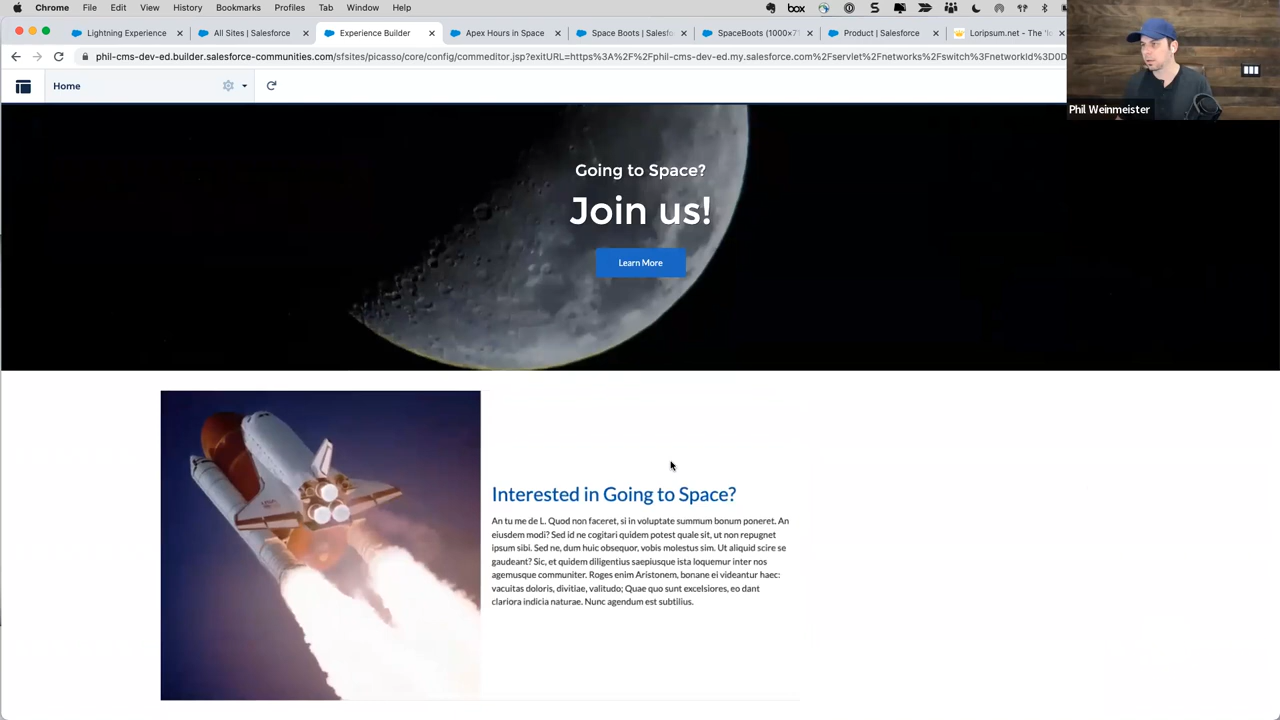 Chrome File Edit View History Bookmarks Profiles Tab Window Help
box
Lightning Experience
All Sites | Salesforce
Experience Builder
Apex Hours in Space
Space Boots | Salesf
SpaceBoots (1000×7
Product | Salesforce
Loripsum.net - The 'l
phil-cms-dev-ed.builder.salesforce-communities.com/sfsites/picasso/core/config/commeditor.jsp?exitURL=https%3A%2F%2Fphil-cms-dev-ed.my.salesforce.com%2Fservlet%2Fnetworks%2Fswitch%3FnetworkId%3D0D
Phil Weinmeister
Home
Going to Space?
Join us!
Learn More
Interested in Going to Space?
An tu me de L. Quod non faceret, si in voluptate summum bonum poneret. An
eiusdem modi? Sed id ne cogitari quidem potest quale sit, ut non repugnet
ipsum sibi. Sed ne, dum huic obsequor, vobis molestus sim. Ut aliquid scire se
gaudeant? Sic, et quidem diligentius saepiusque ista loquemur inter nos
agemusque communiter. Roges enim Aristonem, bonane ei videantur haec:
vacuitas doloris, divitiae, valitudo; Quae quo sunt excelsiores, eo dant
clariora indicia naturae. Nunc agendum est subtilius.